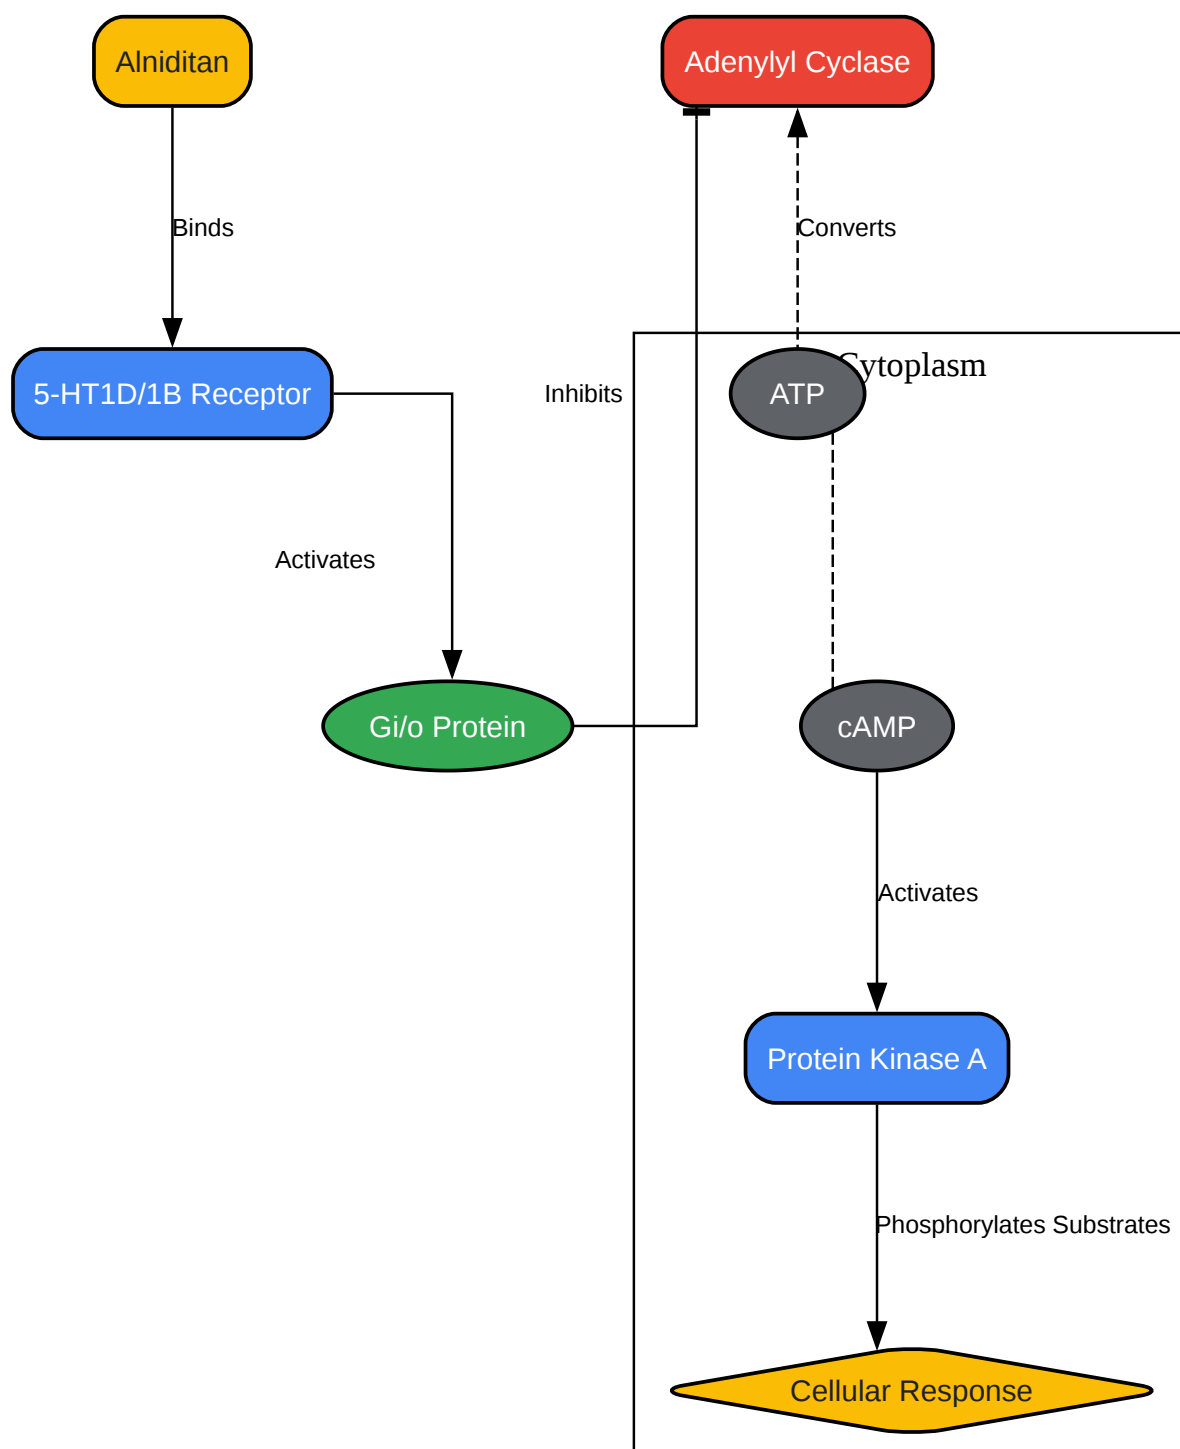 Alniditan
Adenylyl Cyclase
Binds
Converts
Cytoplasm
5-HT1D/1B Receptor
Inhibits
ATP
Activates
Gi/o Protein
cAMP
Activates
Protein Kinase A
Phosphorylates Substrates
Cellular Response